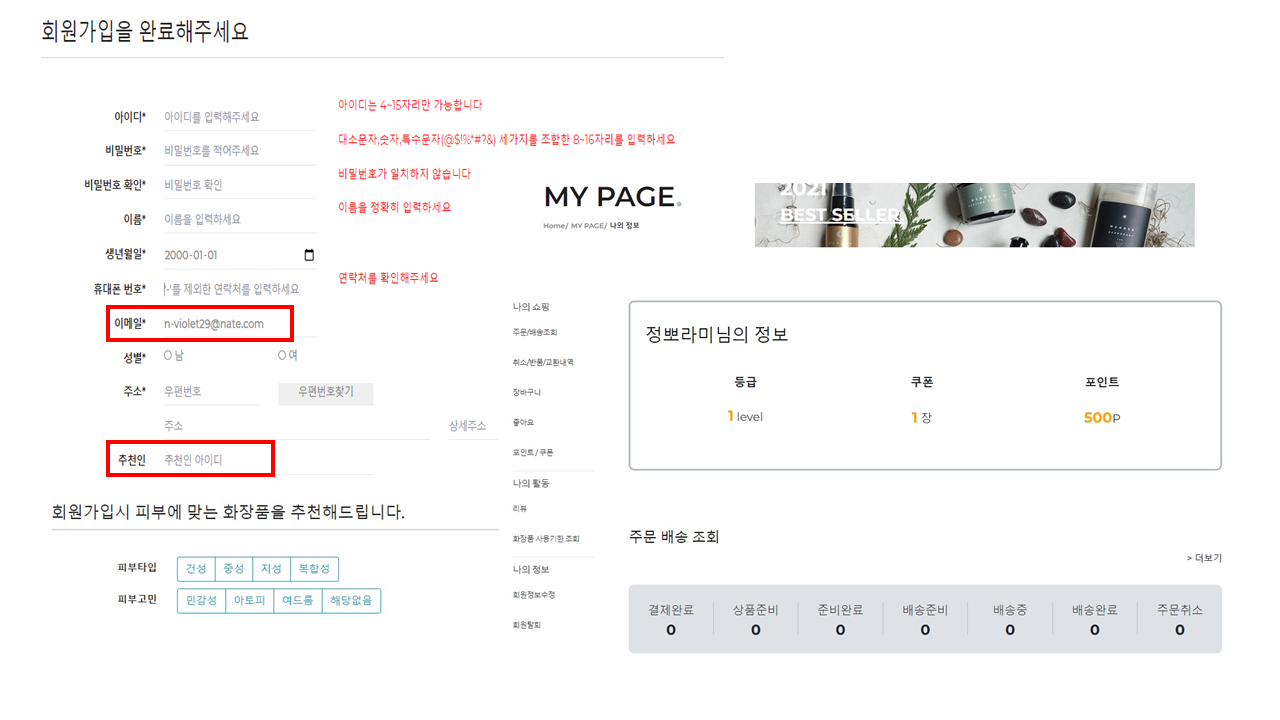 회원가입을 완료해주세요
아이디* 아이디를 입력해주세요 아이디는 4~15자리만 가능합니다
비밀번호* 비밀번호를 적어주세요 대소문자,숫자,특수문자(@$!%*#?&) 세가지를 조합한 8~16자리를 입력하세요
비밀번호 확인* 비밀번호 확인 비밀번호가 일치하지 않습니다
이름* 이름을 입력하세요 이름을 정확히 입력하세요
생년월일* 2000-01-01
휴대폰 번호* '-'를 제외한 연락처를 입력하세요 연락처를 확인해주세요
이메일* n-violet29@nate.com
성별* 남 여
주소* 우편번호 우편번호찾기
주소 상세주소
추천인 추천인 아이디
회원가입시 피부에 맞는 화장품을 추천해드립니다.
피부타입 건성 중성 지성 복합성
피부고민 민감성 아토피 여드름 해당없음
MY PAGE.
Home/ MY PAGE/ 나의 정보
2021
BEST SELLER
나의 쇼핑
주문/배송조회
취소/반품/교환내역
장바구니
좋아요
포인트 / 쿠폰
나의 활동
리뷰
화장품 사용기한 조회
나의 정보
회원정보수정
회원탈퇴
정뽀라미님의 정보
등급 쿠폰 포인트
1 level 1 장 500P
주문 배송 조회
> 더보기
결제완료 상품준비 준비완료 배송준비 배송중 배송완료 주문취소
0 0 0 0 0 0 0